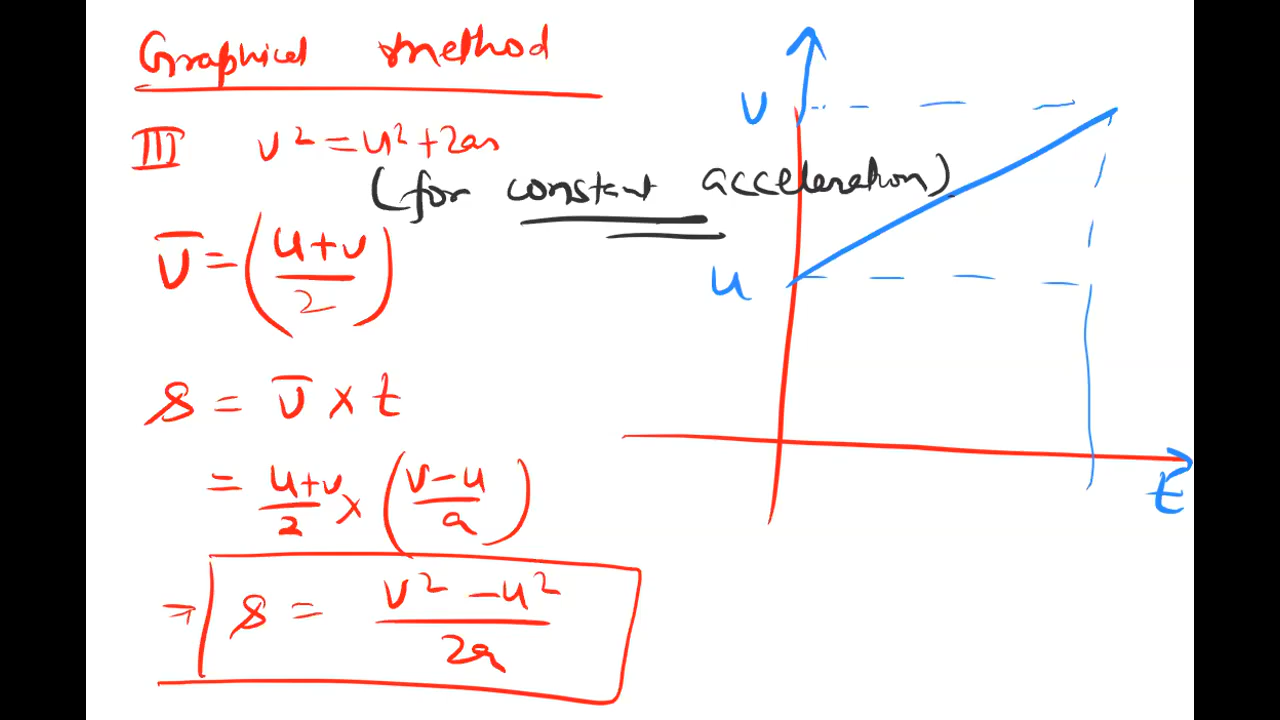 Graphical method
III v² = u² + 2as
(for constant acceleration)
v̅ = (u+v/2)
s = v̅ × t
= u+v/2 × (v-u/a)
⇒ s = v² - u²/2a
v
u
t